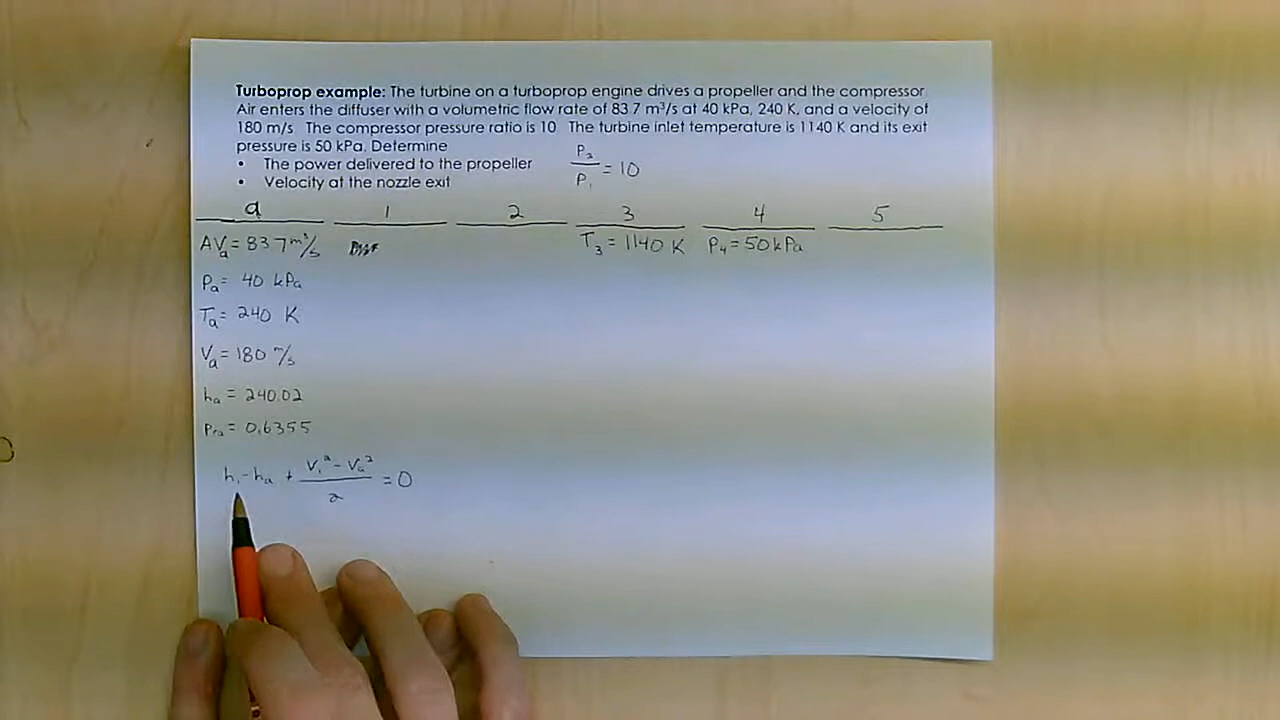 Turboprop example: The turbine on a turboprop engine drives a propeller and the compressor
Air enters the diffuser with a volumetric flow rate of 83.7 m³/s at 40 kPa, 240 K, and a velocity of
180 m/s The compressor pressure ratio is 10 The turbine inlet temperature is 1140 K and its exit
pressure is 50 kPa. Determine
• The power delivered to the propeller
• Velocity at the nozzle exit
P₂/P₁ = 10
a 1 2 3 4 5
AVₐ = 83.7 m³/s T₃ = 1140 K P₄ = 50 kPa
Pₐ = 40 kPa
Tₐ = 240 K
Vₐ = 180 m/s
hₐ = 240.02
Prₐ = 0.6355
h₁ - hₐ + (V₁² - Vₐ²)/2 = 0